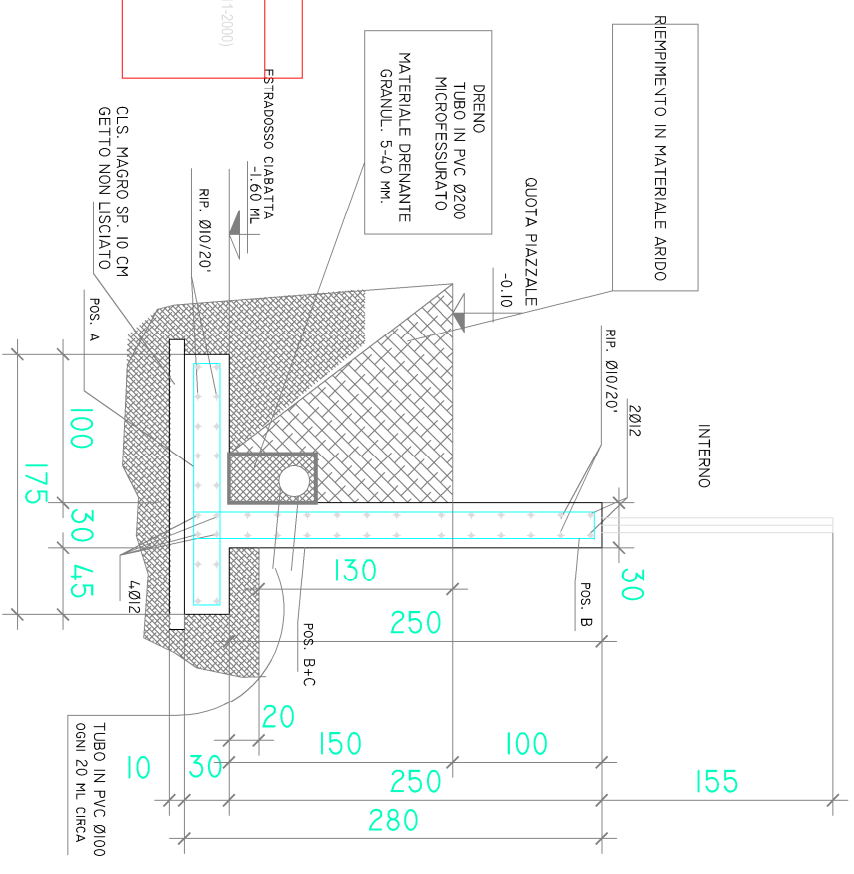 RIEMPIMENTO IN MATERIALE ARIDO
DRENO
TUBO IN PVC Ø200
MICROFESSURATO
MATERIALE DRENANTE
GRANUL. 5-40 MM.
QUOTA PIAZZALE
-0.10
ESTRADOSSO CIABATTA
-1.60 ML
11-2000)
RIP. Ø10/20'
CLS. MAGRO SP. 10 CM
GETTO NON LISCIATO
POS. A
RIP. Ø10/20'
2Ø12
INTERNO
100
30
45
175
4Ø12
30
POS. B
130
250
POS. B+C
20
150
100
10
30
250
155
280
TUBO IN PVC Ø100
OGNI 20 ML CIRCA